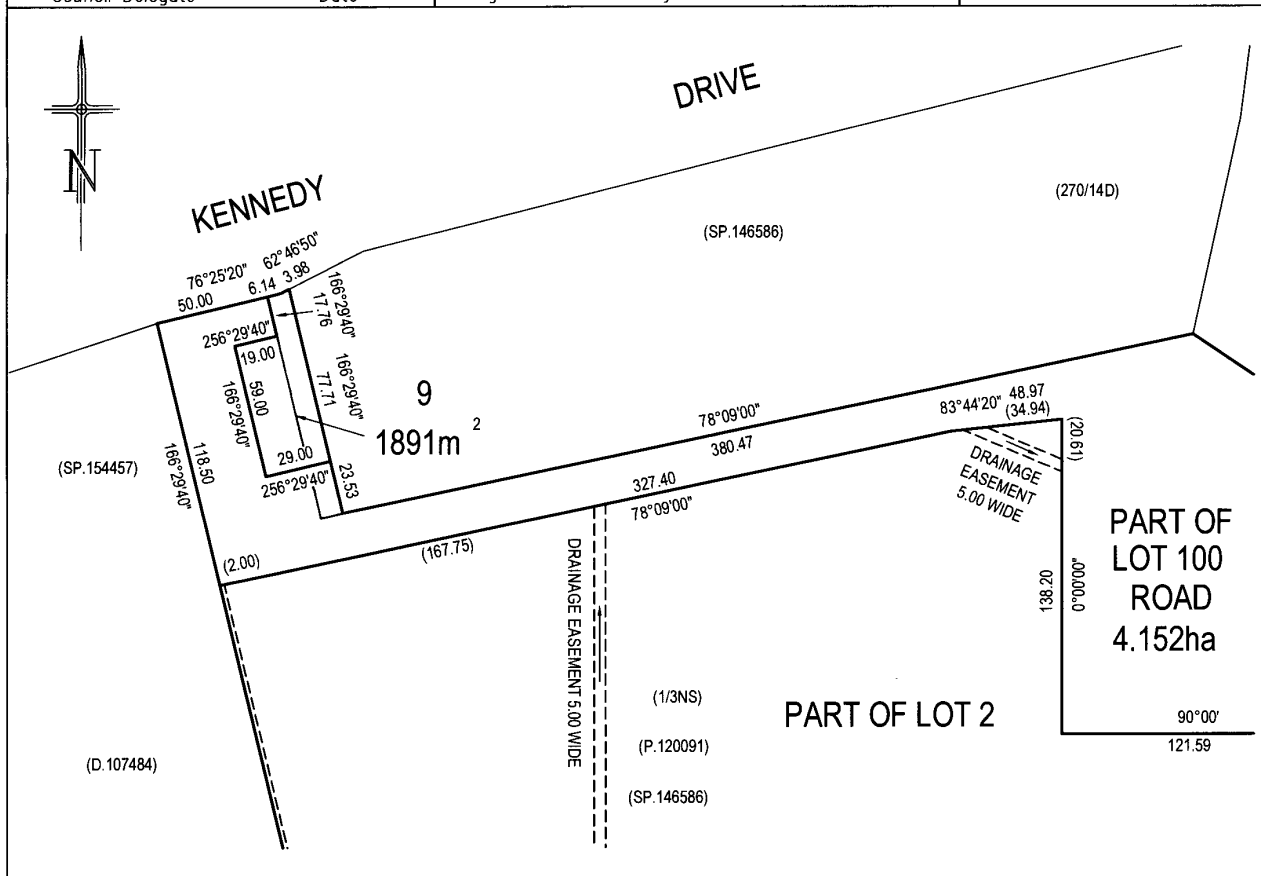 N
KENNEDY
DRIVE
(270/14D)
(SP.146586)
76°25'20"
62°46'50"
50.00
6.14
3.98
166°29'40"
17.76
256°29'40"
19.00
59.00
166°29'40"
77.71
166°29'40"
9
1891m 2
29.00
256°29'40"
23.53
118.50
166°29'40"
(SP.154457)
78°09'00"
380.47
83°44'20"
48.97
(34.94)
(20.61)
327.40
78°09'00"
DRAINAGE
EASEMENT
5.00 WIDE
(2.00)
(167.75)
DRAINAGE EASEMENT 5.00 WIDE
PART OF
LOT 100
ROAD
4.152ha
138.20
0°00'00"
(1/3NS)
PART OF LOT 2
(P.120091)
(SP.146586)
90°00'
121.59
(D.107484)